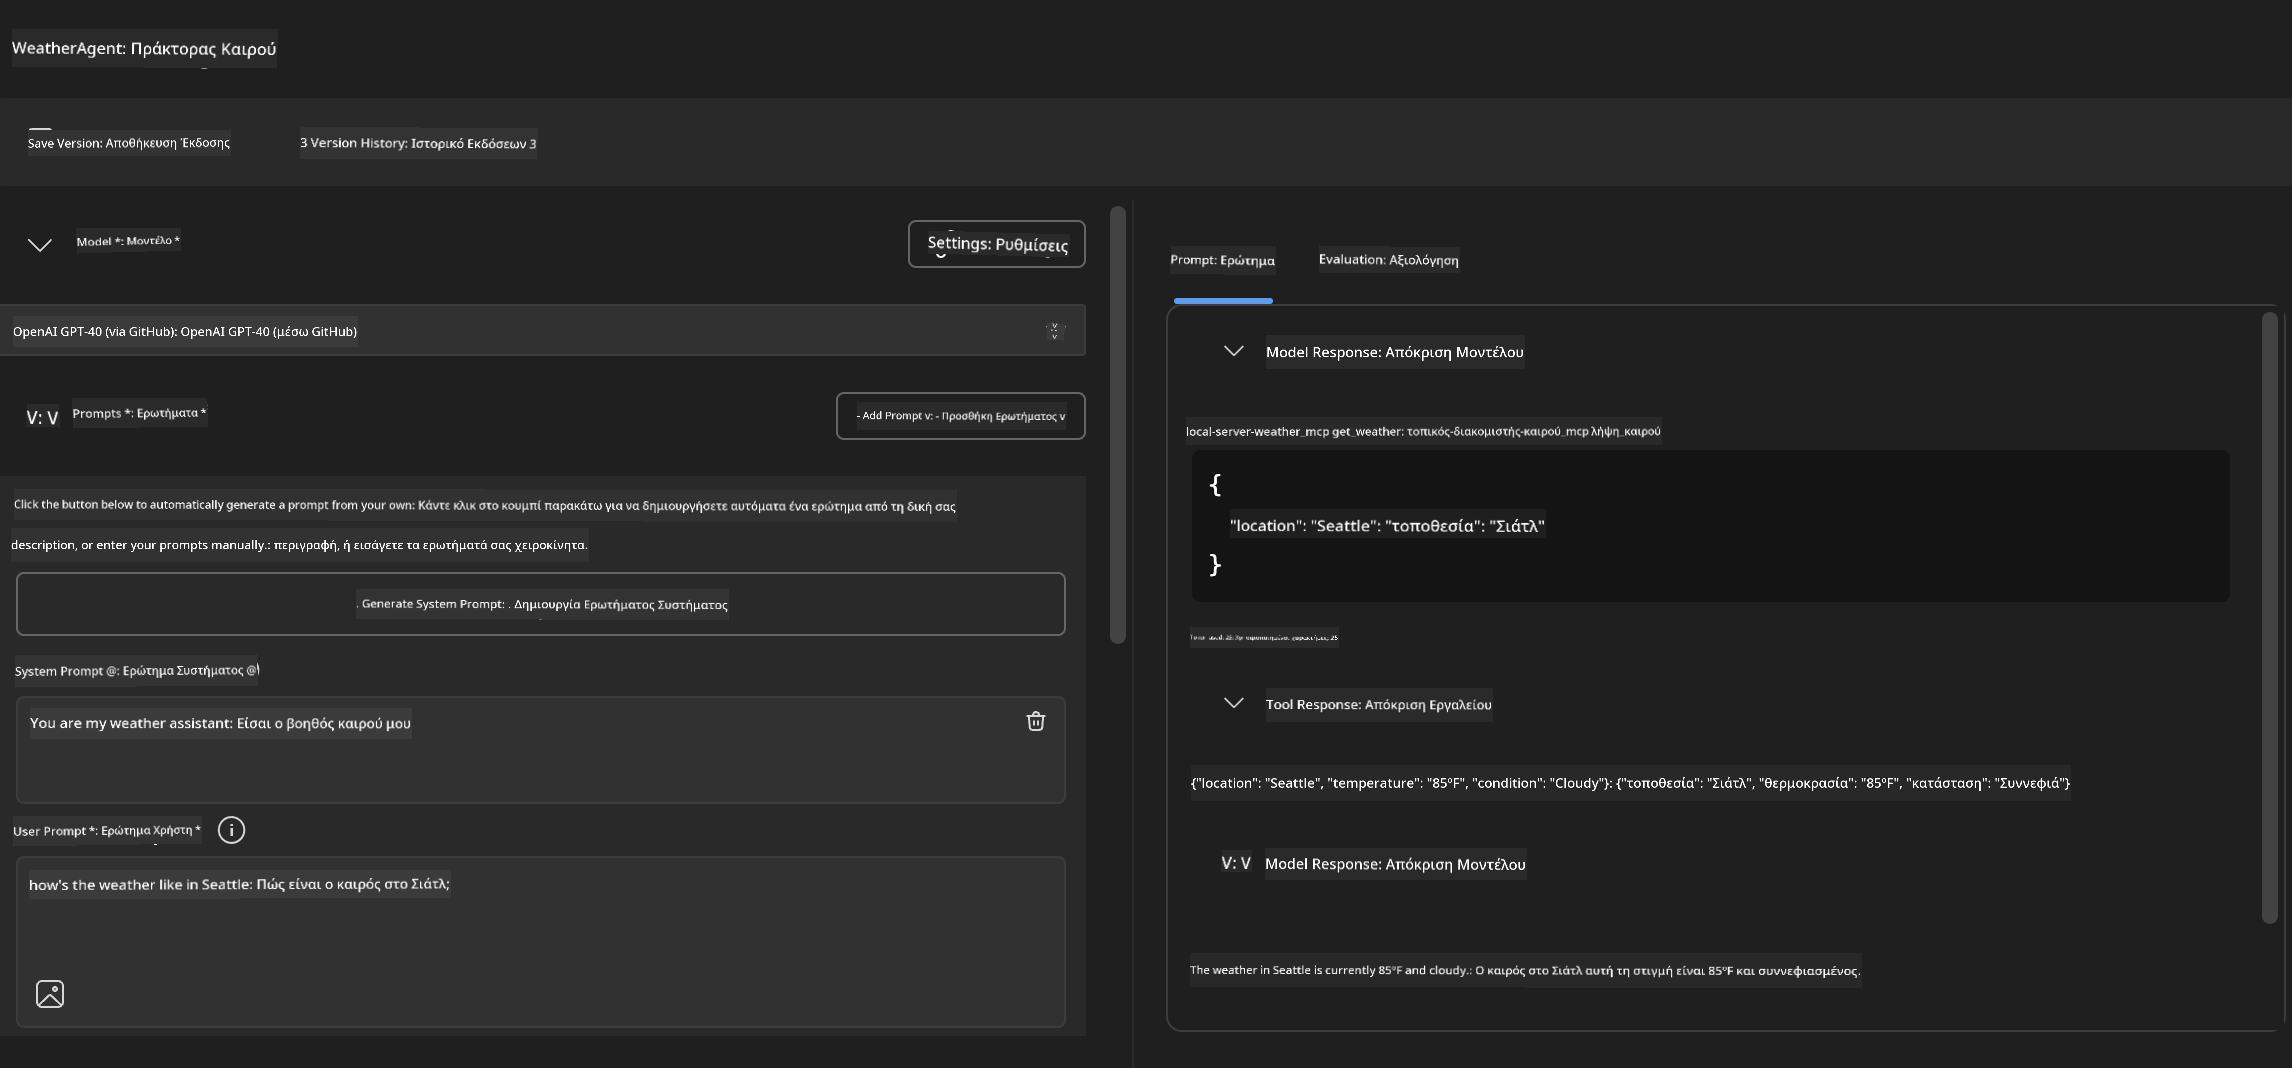 WeatherAgent: Πράκτορας Καιρού
Save Version: Αποθήκευση Έκδοσης
3 Version History: Ιστορικό Εκδόσεων 3
Model *: Μοντέλο *
Settings: Ρυθμίσεις
OpenAI GPT-40 (via GitHub): OpenAI GPT-40 (μέσω GitHub)
V: V
Prompts *: Ερωτήματα *
- Add Prompt v: - Προσθήκη Ερωτήματος v
Click the button below to automatically generate a prompt from your own: Κάντε κλικ στο κουμπί παρακάτω για να δημιουργήσετε αυτόματα ένα ερώτημα από τη δική σας
description, or enter your prompts manually.: περιγραφή, ή εισάγετε τα ερωτήματά σας χειροκίνητα.
. Generate System Prompt: . Δημιουργία Ερωτήματος Συστήματος
System Prompt @: Ερώτημα Συστήματος @\
You are my weather assistant: Είσαι ο βοηθός καιρού μου
User Prompt *: Ερώτημα Χρήστη *
how's the weather like in Seattle: Πώς είναι ο καιρός στο Σιάτλ;
Prompt: Ερώτημα
Evaluation: Αξιολόγηση
Model Response: Απόκριση Μοντέλου
local-server-weather_mcp get_weather: τοπικός-διακομιστής-καιρού_mcp λήψη_καιρού
{
"location": "Seattle": "τοποθεσία": "Σιάτλ"
}
Tool Response: Απόκριση Εργαλείου
{"location": "Seattle", "temperature": "85ºF", "condition": "Cloudy"}: {"τοποθεσία": "Σιάτλ", "θερμοκρασία": "85ºF", "κατάσταση": "Συννεφιά"}
V: V
Model Response: Απόκριση Μοντέλου
The weather in Seattle is currently 85ºF and cloudy.: Ο καιρός στο Σιάτλ αυτή τη στιγμή είναι 85ºF και συννεφιασμένος.